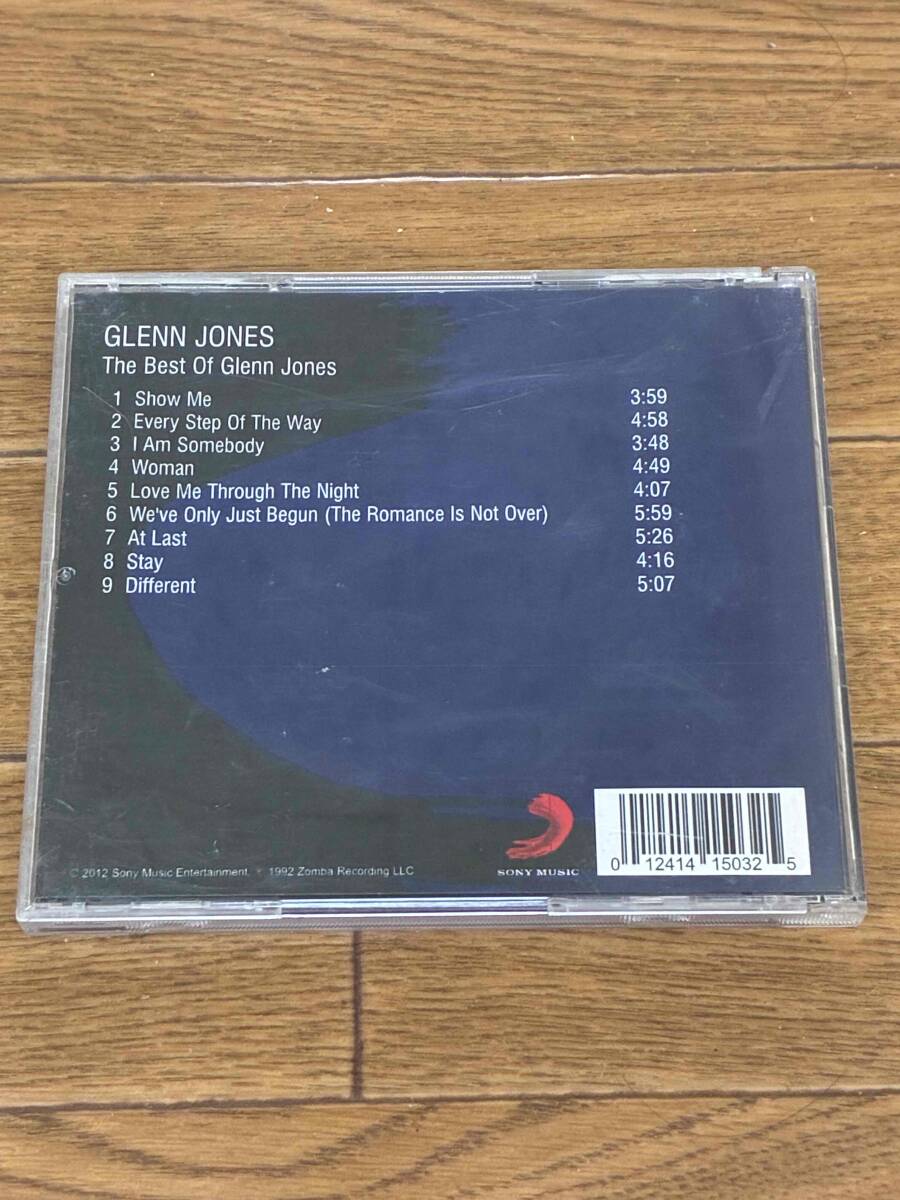 GLENN JONES
The Best Of Glenn Jones
1 Show Me 3:59
2 Every Step Of The Way 4:58
3 I Am Somebody 3:48
4 Woman 4:49
5 Love Me Through The Night 4:07
6 We've Only Just Begun (The Romance Is Not Over) 5:59
7 At Last 5:26
8 Stay 4:16
9 Different 5:07
© 2012 Sony Music Entertainment. ℗ 1992 Zomba Recording LLC
SONY MUSIC
0 12414 15032 5